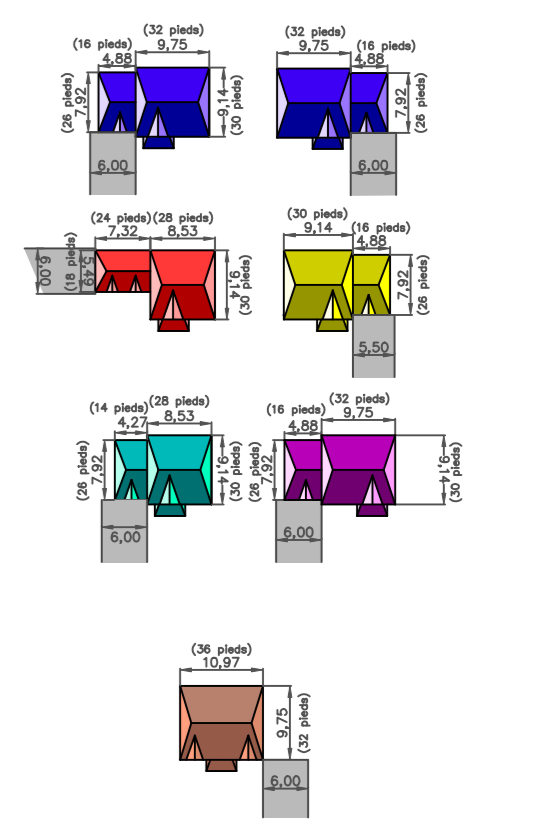 (32 pieds)
(16 pieds) 9,75
4,88
(26 pieds)
7,92
9,14
(30 pieds)
6,00
(32 pieds)
9,75 (16 pieds)
4,88
7,92
(26 pieds)
6,00
(24 pieds) (28 pieds)
7,32 8,53
6,00
(18 pieds)
5,49
9,14
(30 pieds)
(30 pieds)
9,14 (16 pieds)
4,88
7,92
(26 pieds)
5,50
(14 pieds) (28 pieds)
4,27 8,53
(26 pieds)
7,92
9,14
(30 pieds)
6,00
(32 pieds)
(16 pieds) 9,75
4,88
(26 pieds)
7,92
9,14
(30 pieds)
6,00
(36 pieds)
10,97
9,75
(32 pieds)
6,00